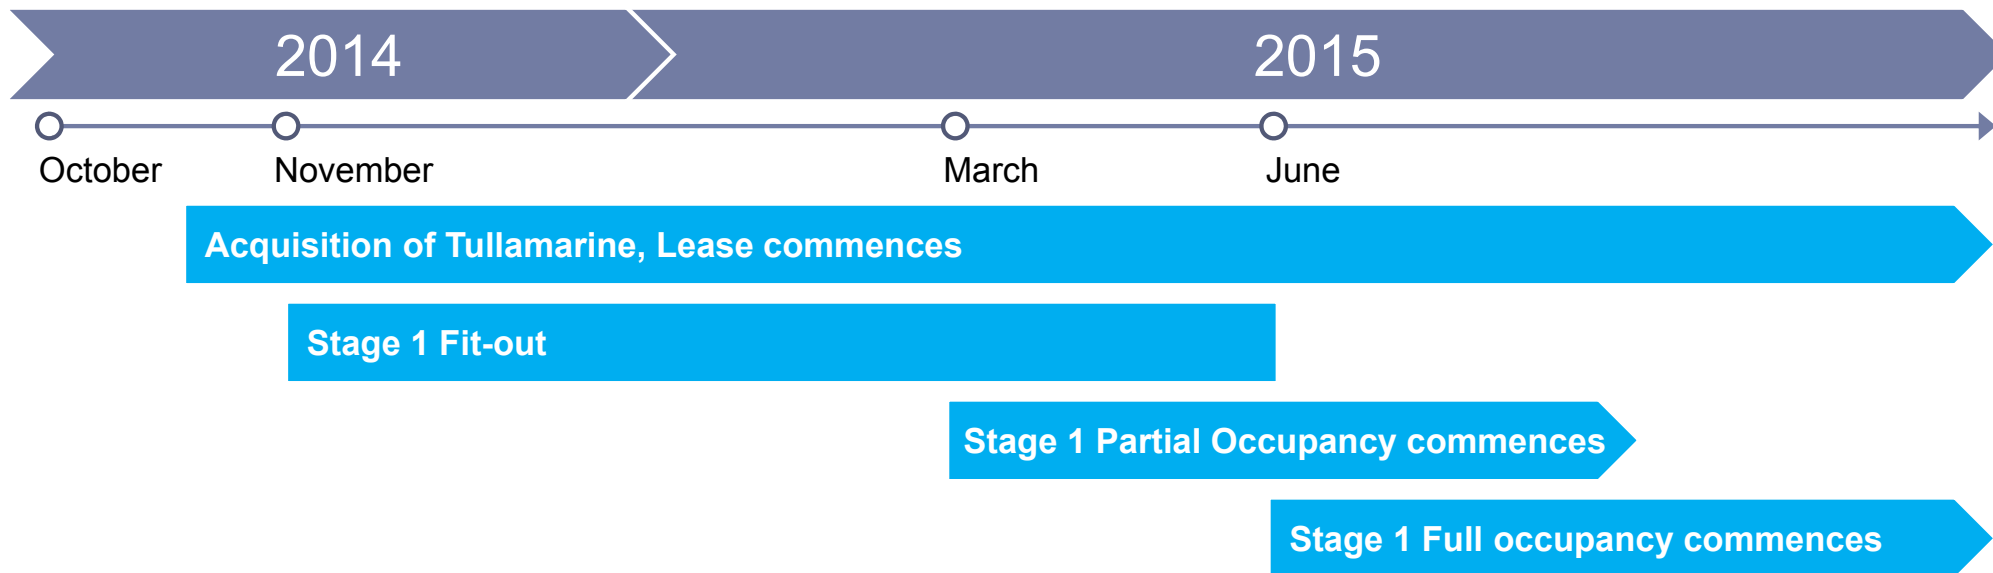 2014 2015
October November March June
Acquisition of Tullamarine, Lease commences
Stage 1 Fit-out
Stage 1 Partial Occupancy commences
Stage 1 Full occupancy commences